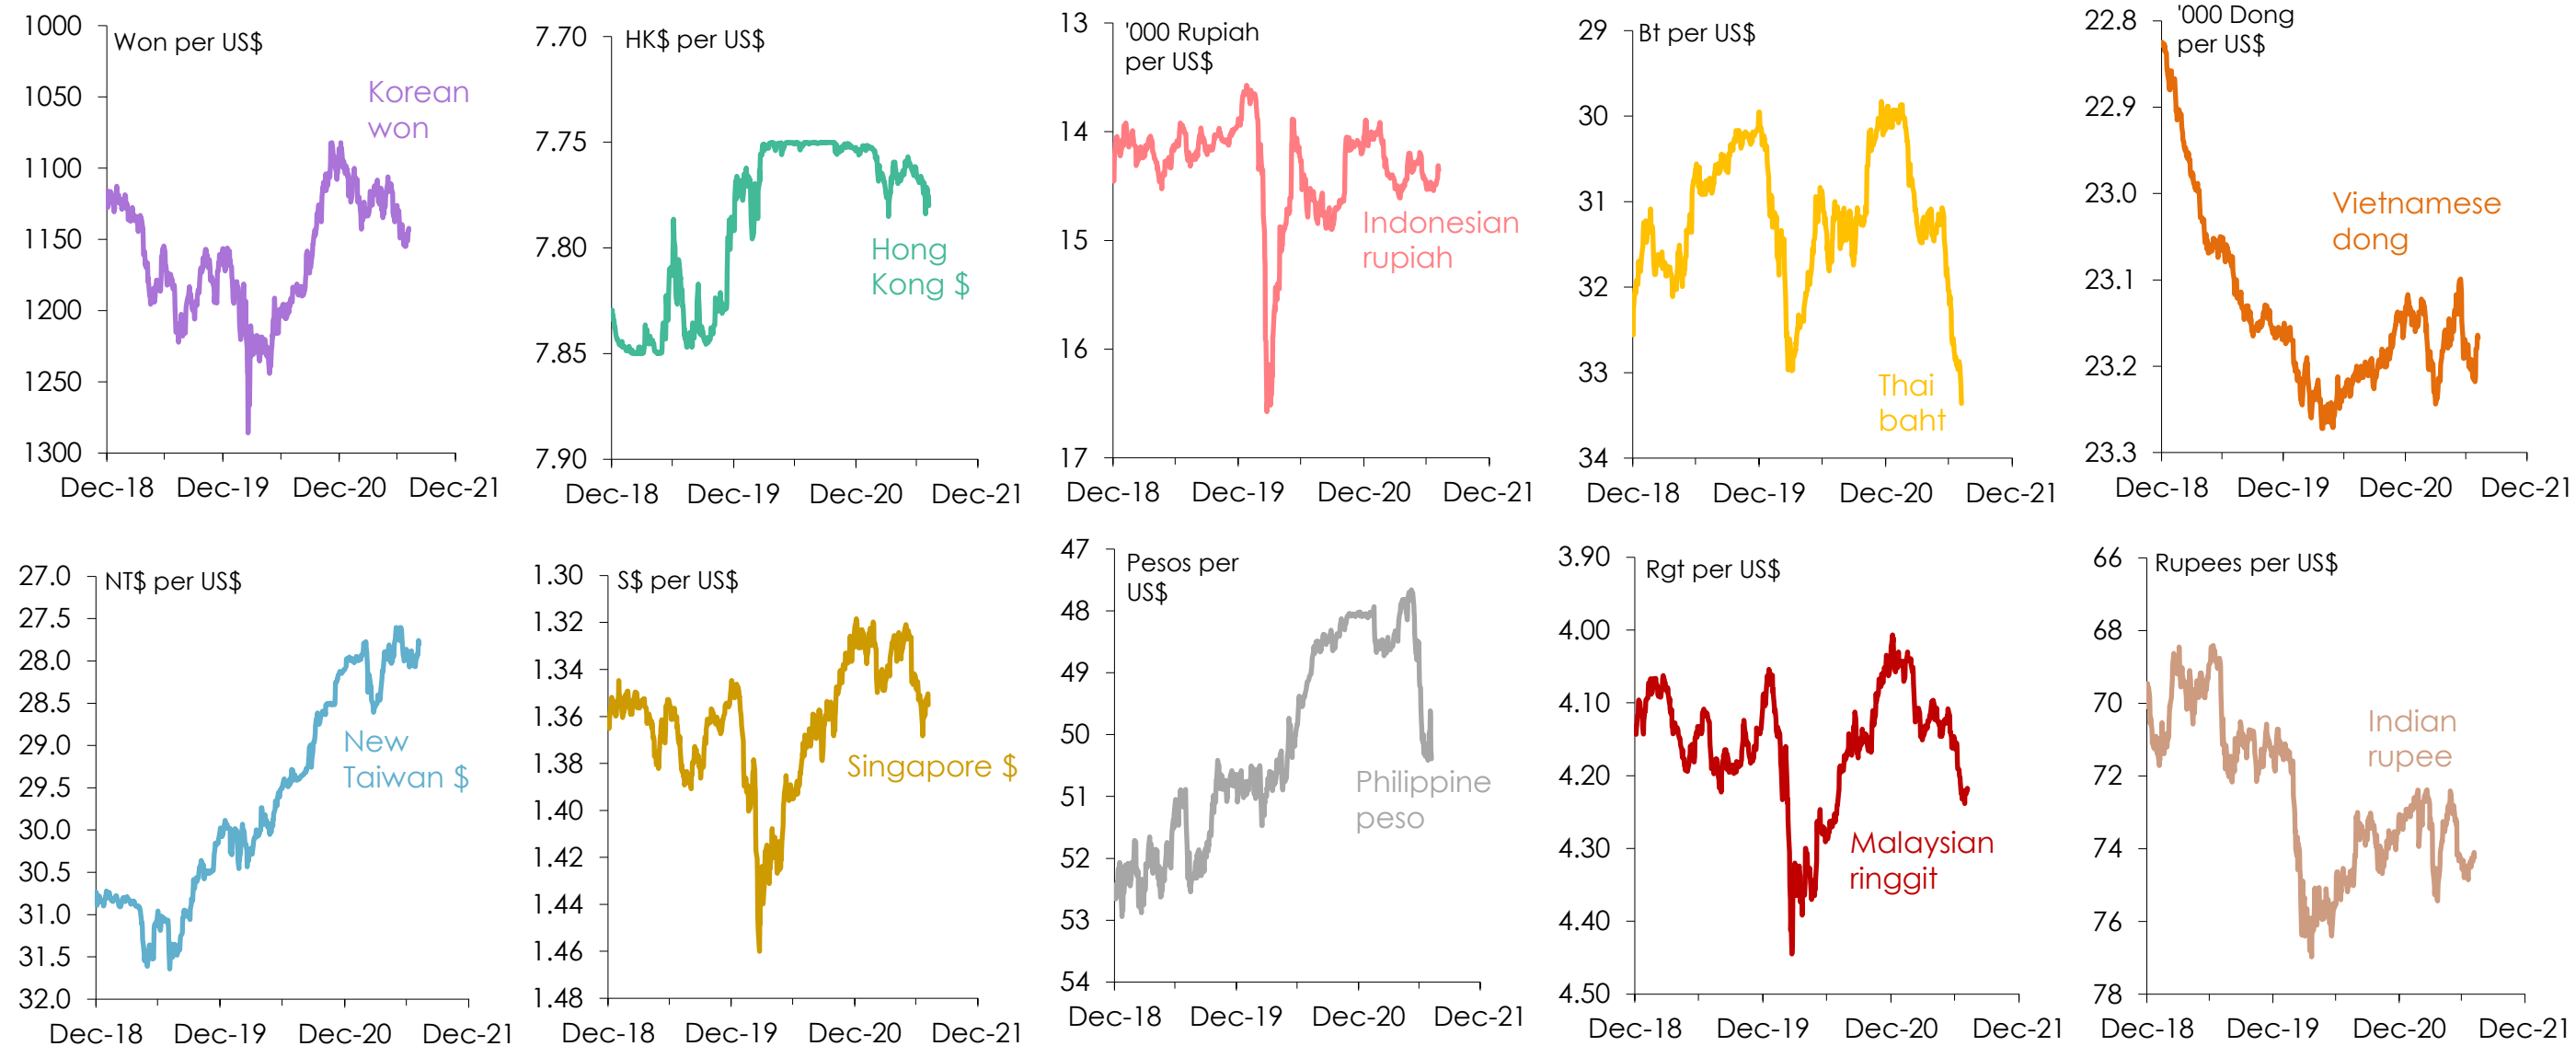 Won per US$
Korean
won
1000
1050
1100
1150
1200
1250
1300
Dec-18 Dec-19 Dec-20 Dec-21
HK$ per US$
Hong
Kong $
7.70
7.75
7.80
7.85
7.90
Dec-18 Dec-19 Dec-20 Dec-21
'000 Rupiah
per US$
Indonesian
rupiah
13
14
15
16
17
Dec-18 Dec-19 Dec-20 Dec-21
Bt per US$
Thai
baht
29
30
31
32
33
34
Dec-18 Dec-19 Dec-20 Dec-21
'000 Dong
per US$
Vietnamese
dong
22.8
22.9
23.0
23.1
23.2
23.3
Dec-18 Dec-19 Dec-20 Dec-21
NT$ per US$
New
Taiwan $
27.0
27.5
28.0
28.5
29.0
29.5
30.0
30.5
31.0
31.5
32.0
Dec-18 Dec-19 Dec-20 Dec-21
S$ per US$
Singapore $
1.30
1.32
1.34
1.36
1.38
1.40
1.42
1.44
1.46
1.48
Dec-18 Dec-19 Dec-20 Dec-21
Pesos per
US$
Philippine
peso
47
48
49
50
51
52
53
54
Dec-18 Dec-19 Dec-20 Dec-21
Rgt per US$
Malaysian
ringgit
3.90
4.00
4.10
4.20
4.30
4.40
4.50
Dec-18 Dec-19 Dec-20 Dec-21
Rupees per US$
Indian
rupee
66
68
70
72
74
76
78
Dec-18 Dec-19 Dec-20 Dec-21